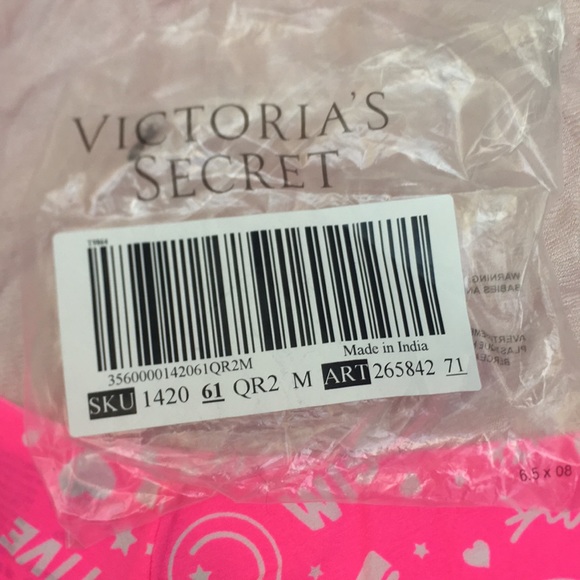 VICTORIA'S
SECRET
3560000142061QR2M
Made in India
SKU 1420 61 QR2 M ART 265842 71
WARNING
BABIES AN
6.5 x 08
TIVE